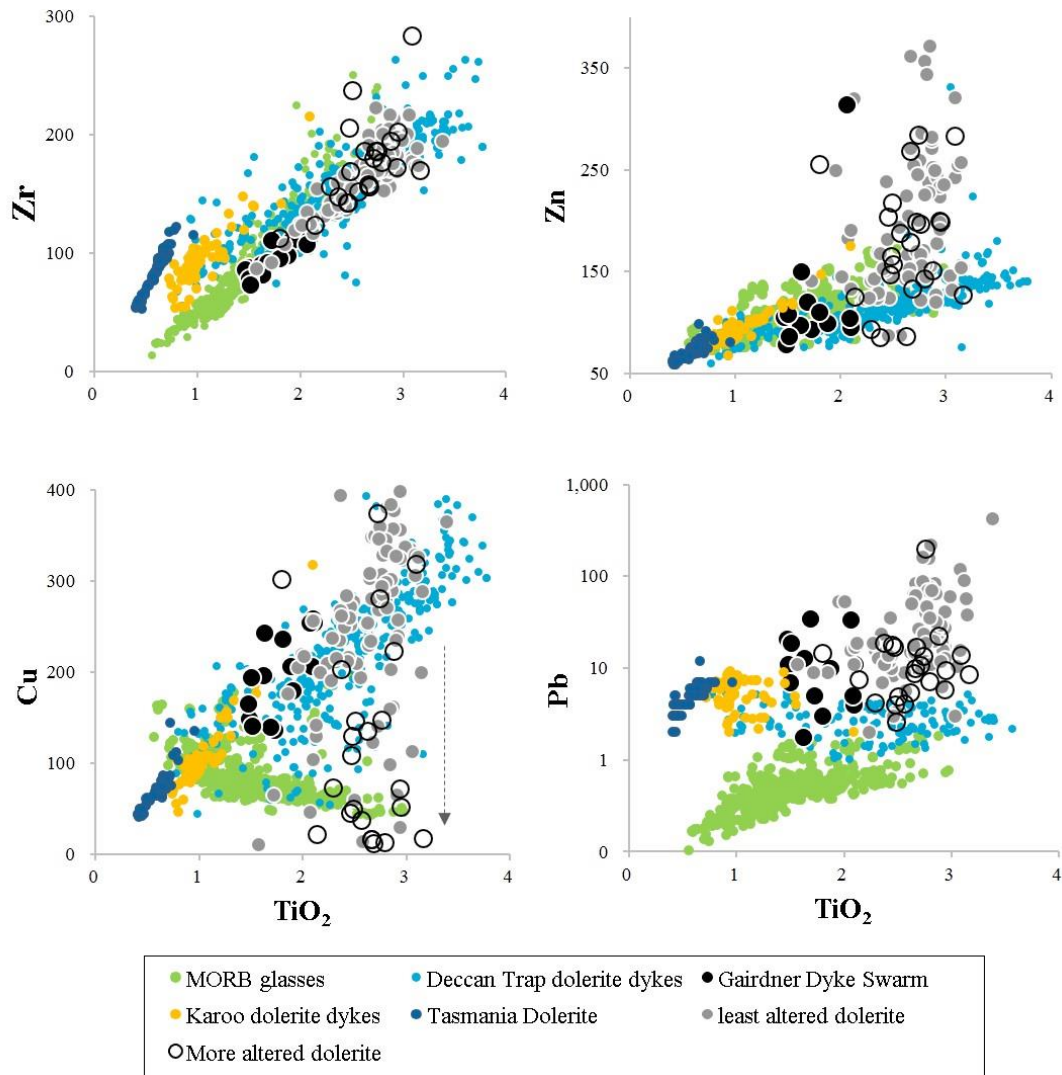 300
200
100
0
Zr
0 1 2 3 4
350
250
150
50
Zn
0 1 2 3 4
400
300
200
100
0
Cu
0 1 2 3 4
TiO₂
1,000
100
10
1
0
Pb
0 1 2 3 4
TiO₂
MORB glasses Deccan Trap dolerite dykes Gairdner Dyke Swarm
Karoo dolerite dykes Tasmania Dolerite least altered dolerite
More altered dolerite